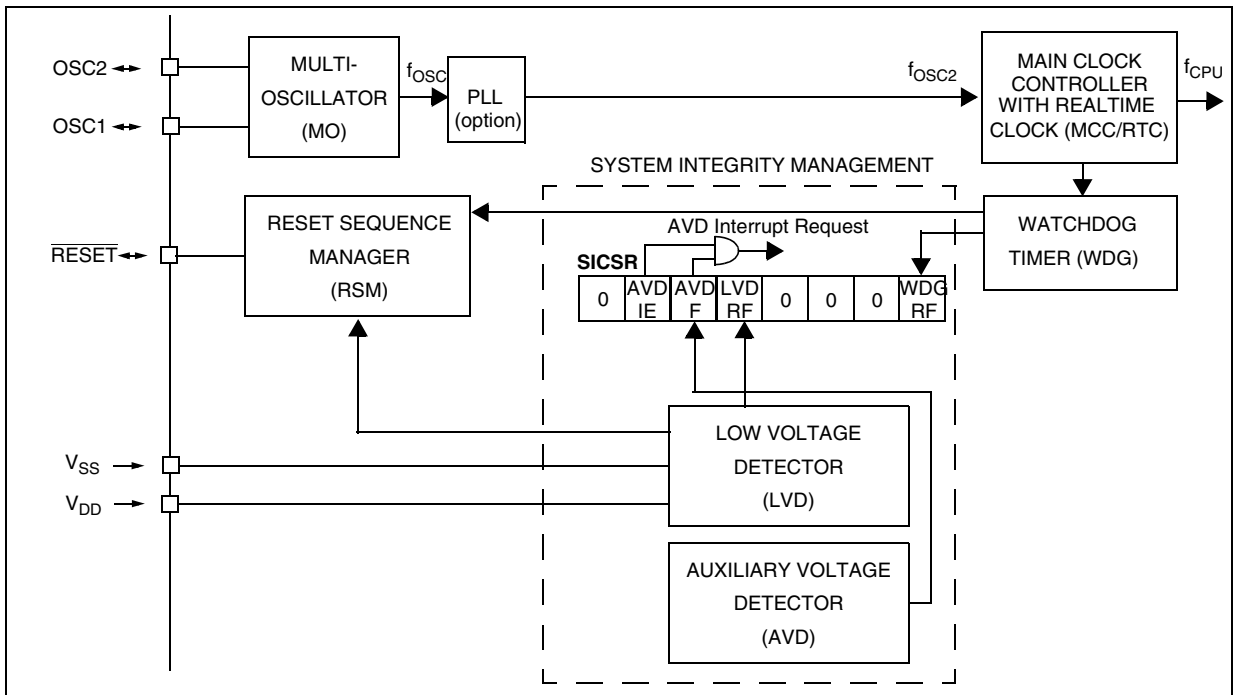 OSC2
OSC1
MULTI-
OSCILLATOR
(MO)
fOSC
PLL
(option)
fOSC2
MAIN CLOCK
CONTROLLER
WITH REALTIME
CLOCK (MCC/RTC)
fCPU
SYSTEM INTEGRITY MANAGEMENT
RESET
RESET SEQUENCE
MANAGER
(RSM)
AVD Interrupt Request
WATCHDOG
TIMER (WDG)
SICSR
0
AVD
IE
AVD
F
LVD
RF
0
0
0
WDG
RF
LOW VOLTAGE
DETECTOR
(LVD)
VSS
VDD
AUXILIARY VOLTAGE
DETECTOR
(AVD)